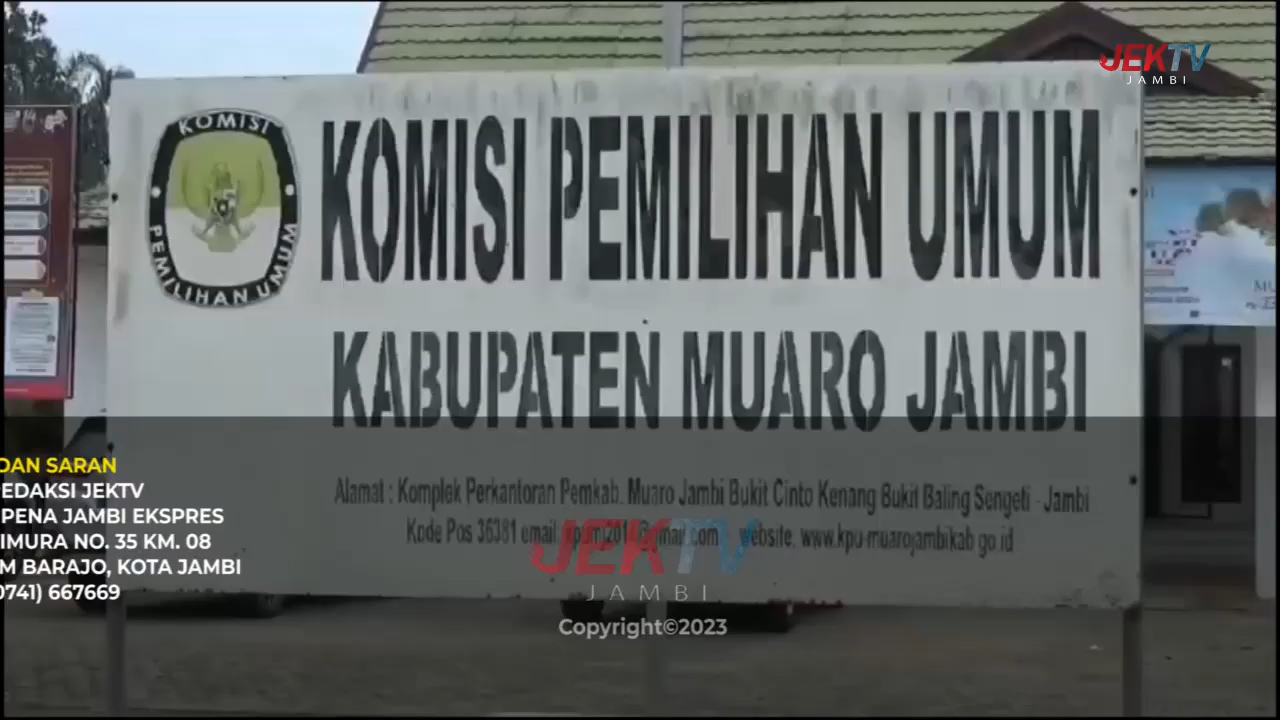 JEKTV
JAMBI
KOMISI
PEMILIHAN UMUM
KOMISI PEMILIHAN UMUM
KABUPATEN MUARO JAMBI
Alamat : Komplek Perkantoran Pemkab. Muaro Jambi Bukit Cinto Kenang Bukit Baling Sengeti - Jambi
Kode Pos 36381 email. @gmail.com website. www.kpu-muarojambikab.go.id
DAN SARAN
EDAKSI JEKTV
PENA JAMBI EKSPRES
IMURA NO. 35 KM. 08
M BARAJO, KOTA JAMBI
0741) 667669
JEKTV
JAMBI
Copyright©2023